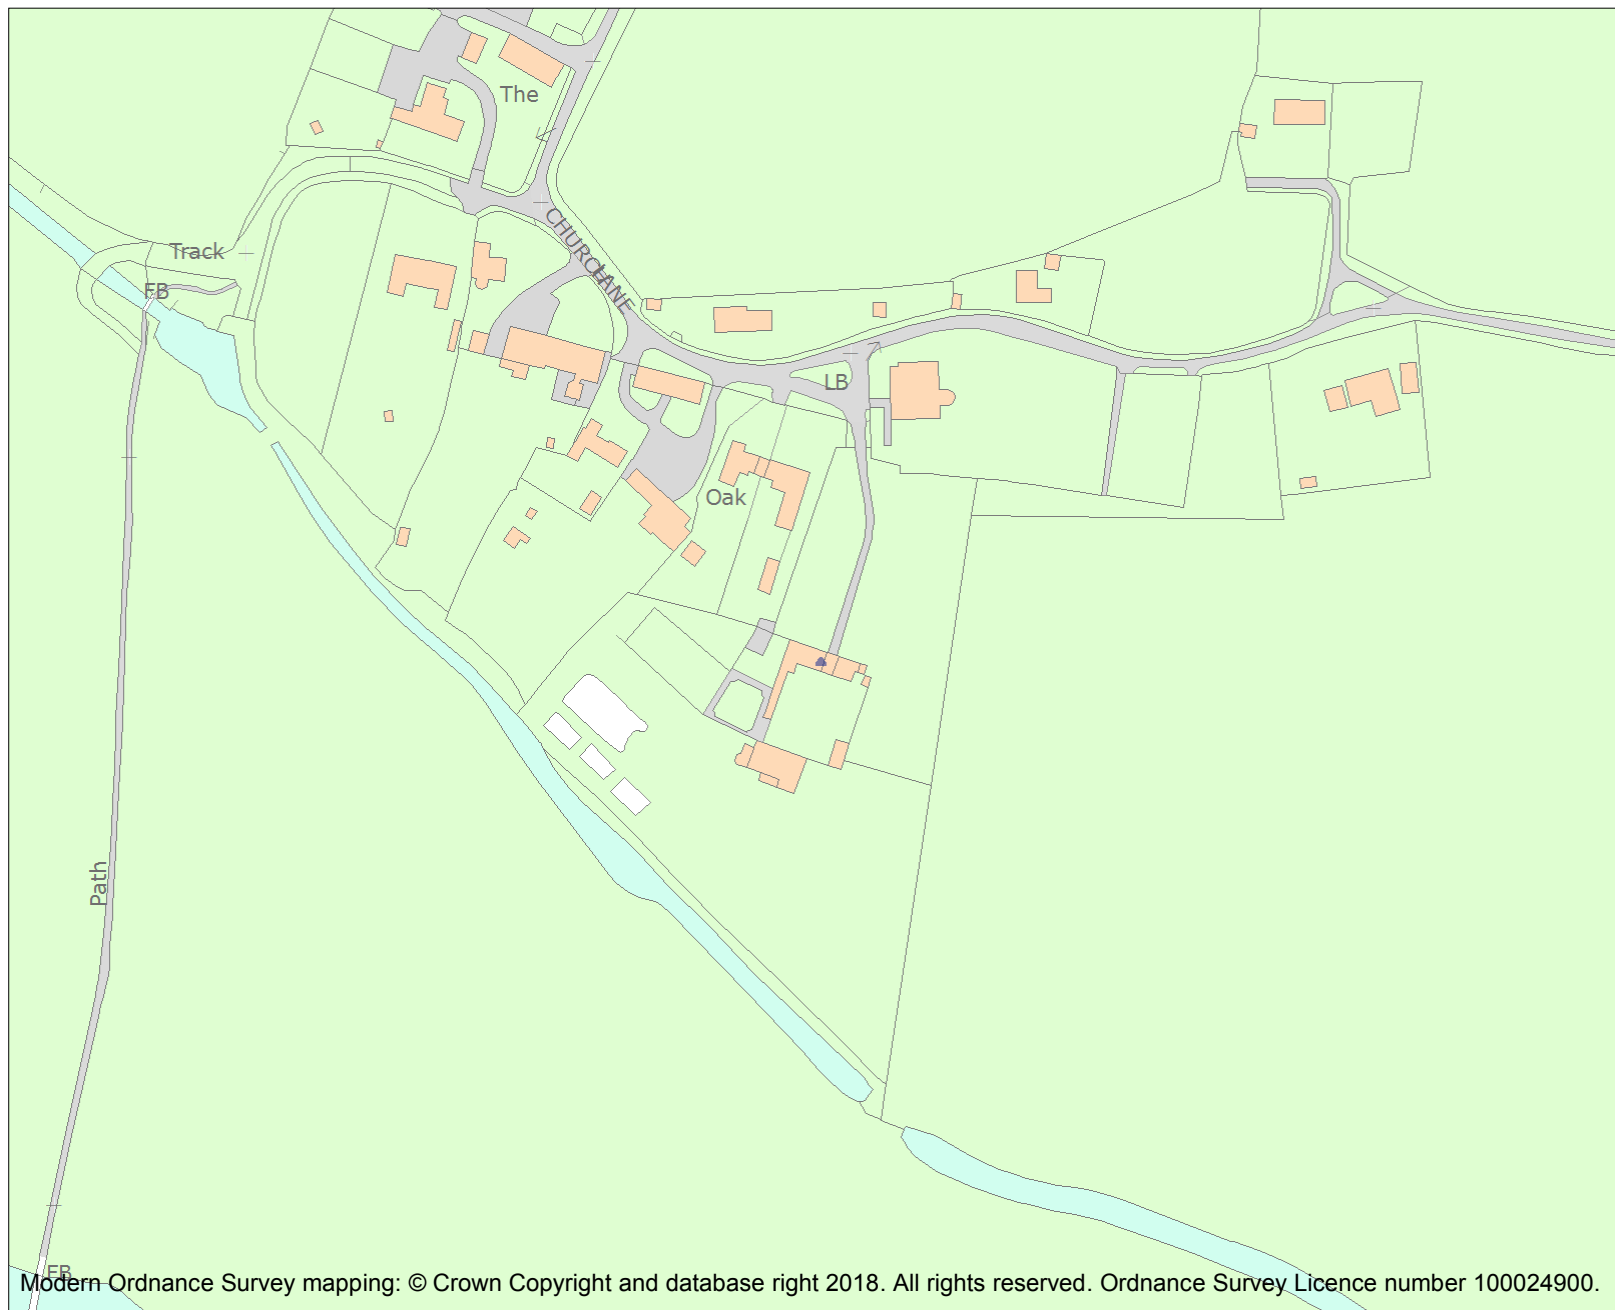 The
CHURCH
LANE
Track
FB
LB
Oak
Path
FB
Modern Ordnance Survey mapping: © Crown Copyright and database right 2018. All rights reserved. Ordnance Survey Licence number 100024900.